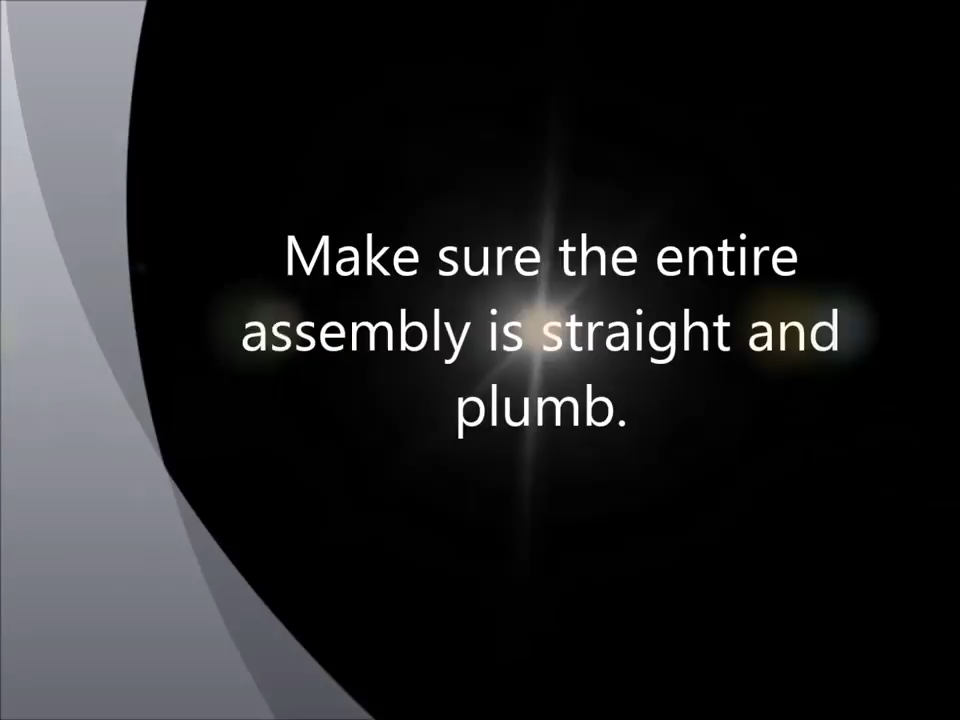 Make sure the entire
assembly is straight and
plumb.